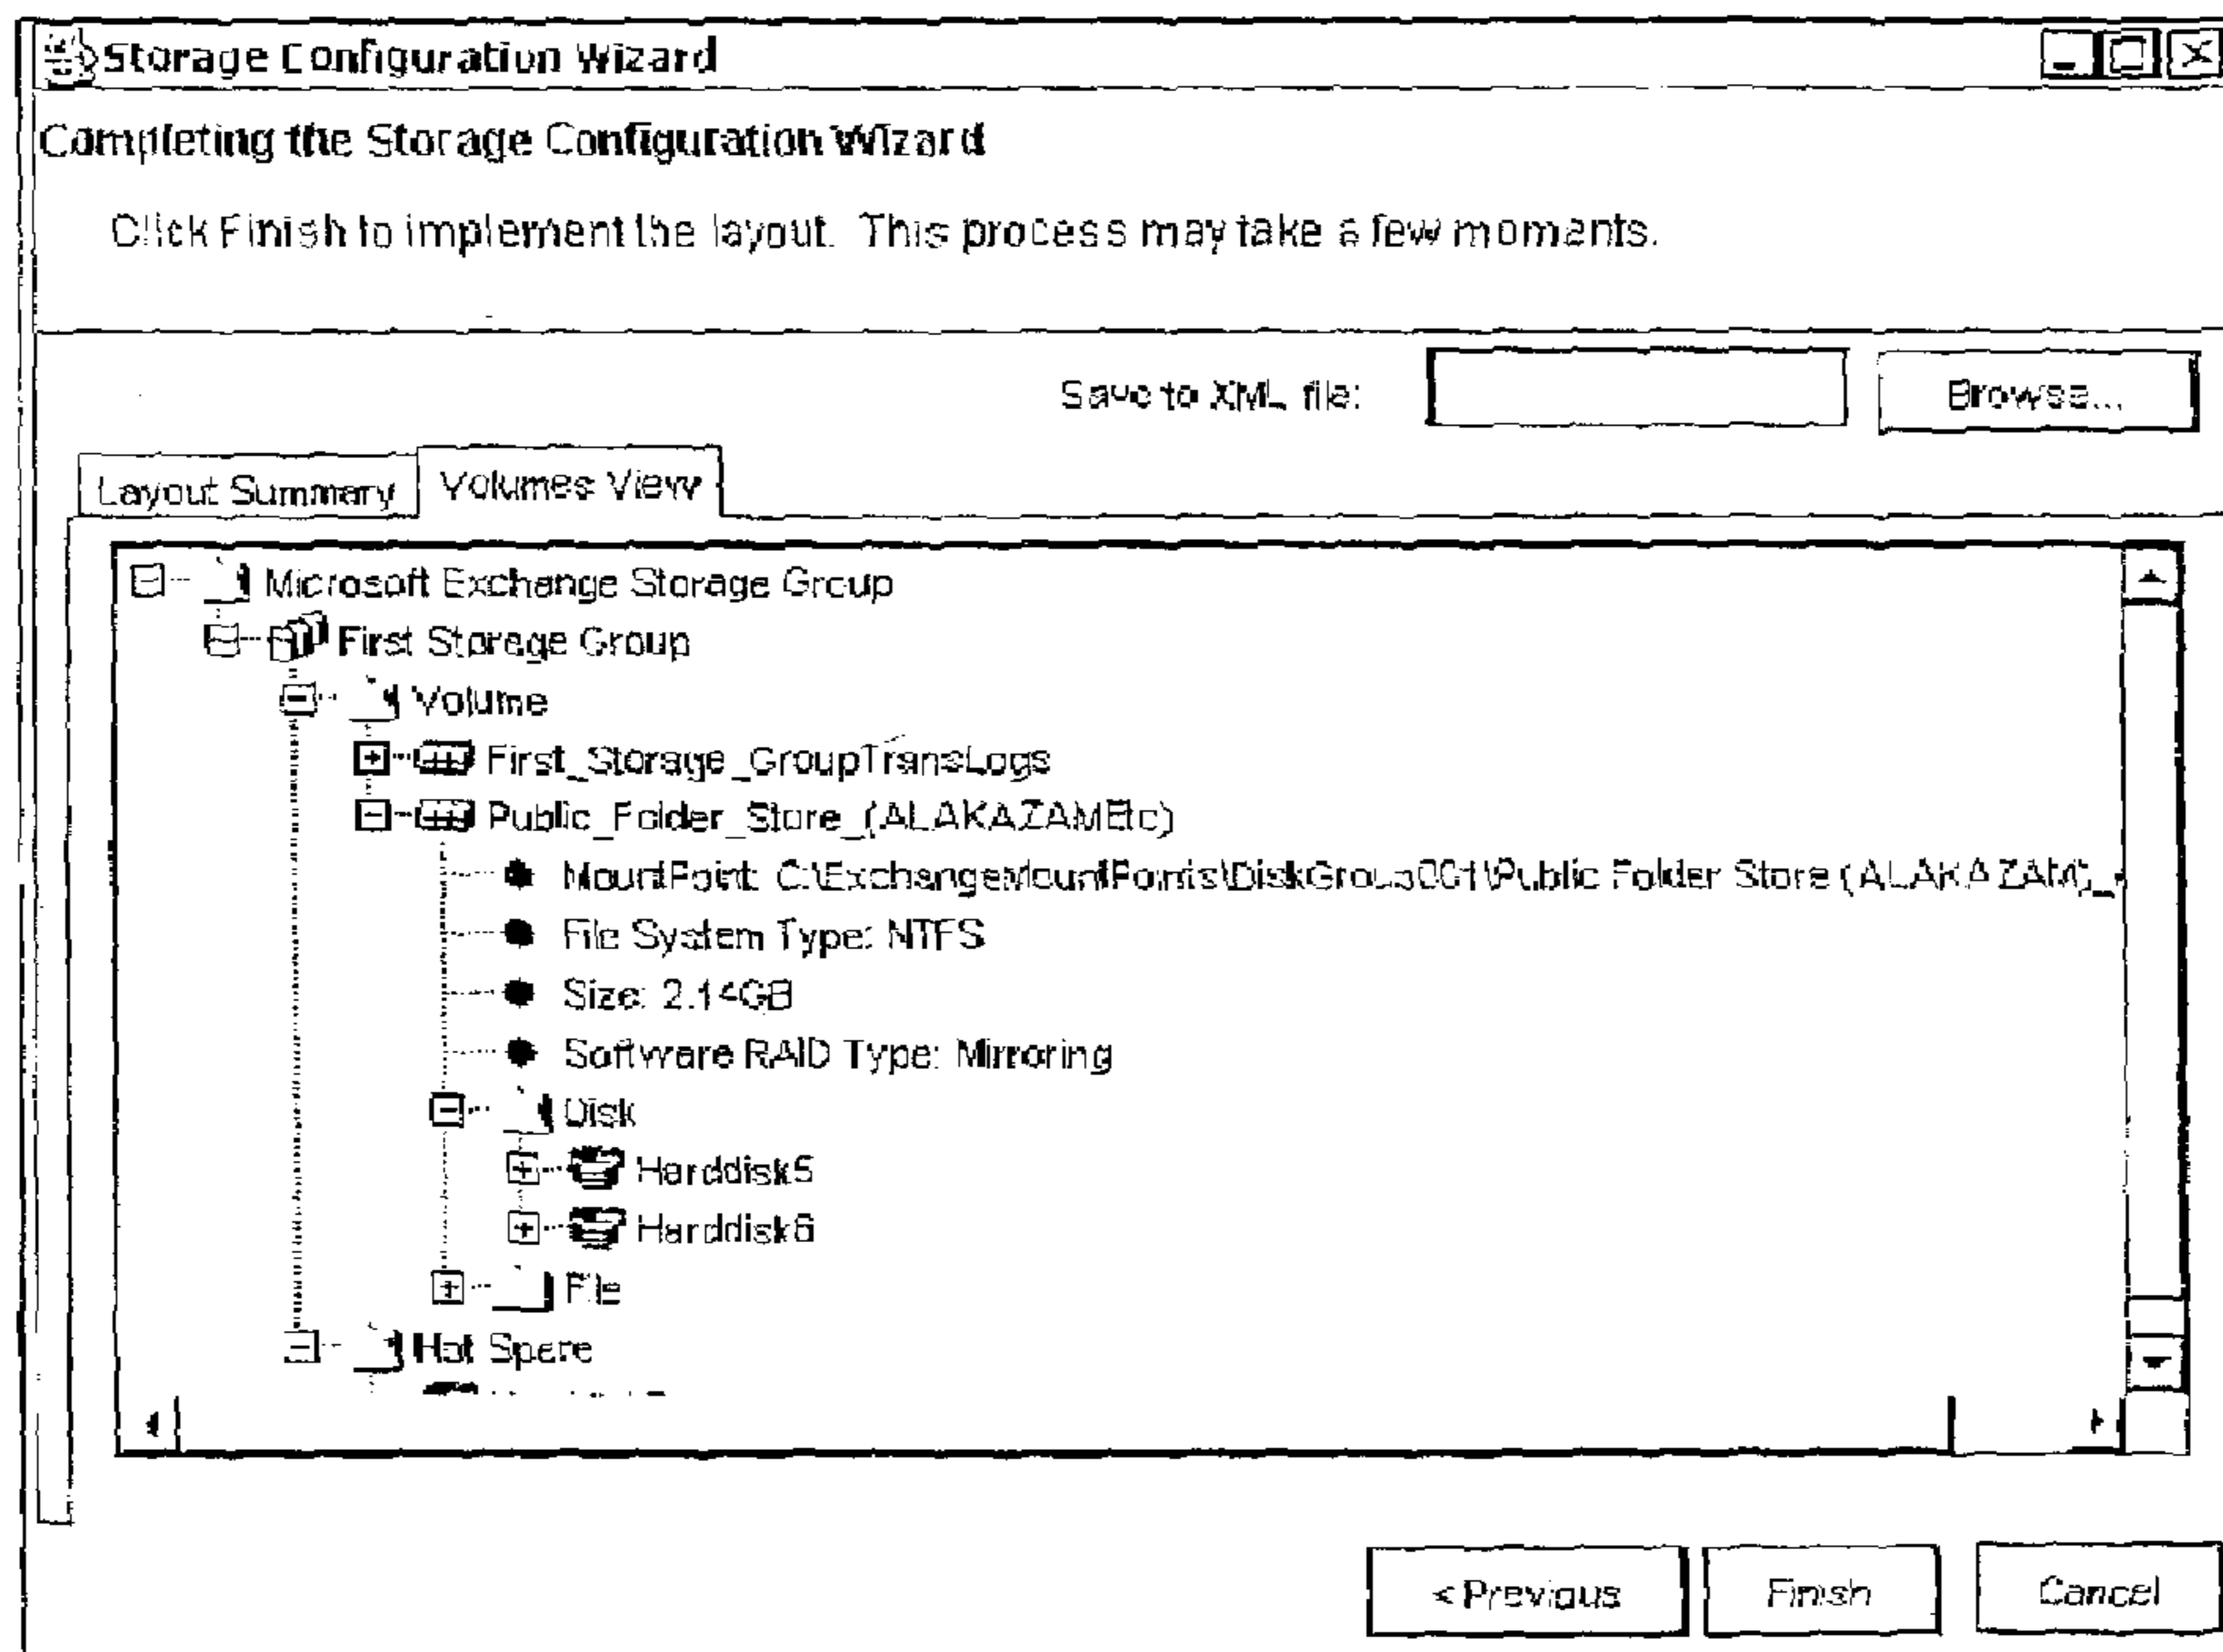 Storage Configuration Wizard
Completing the Storage Configuration Wizard
Click Finish to implement the layout. This process may take a few moments.
Save to XML file:
Browse...
Layout Summary
Volumes View
Microsoft Exchange Storage Group
First Storage Group
Volume
First_Storage_GroupTransLogs
Public_Folder_Store_(ALAKAZAMEtc)
MountPoint: C:\ExchangeMountPoints\DiskGroup001\Public Folder Store (ALAKAZAM)_
File System Type: NTFS
Size: 2.14GB
Software RAID Type: Mirroring
Disk
Harddisk5
Harddisk6
File
Hot Spare
< Previous
Finish
Cancel